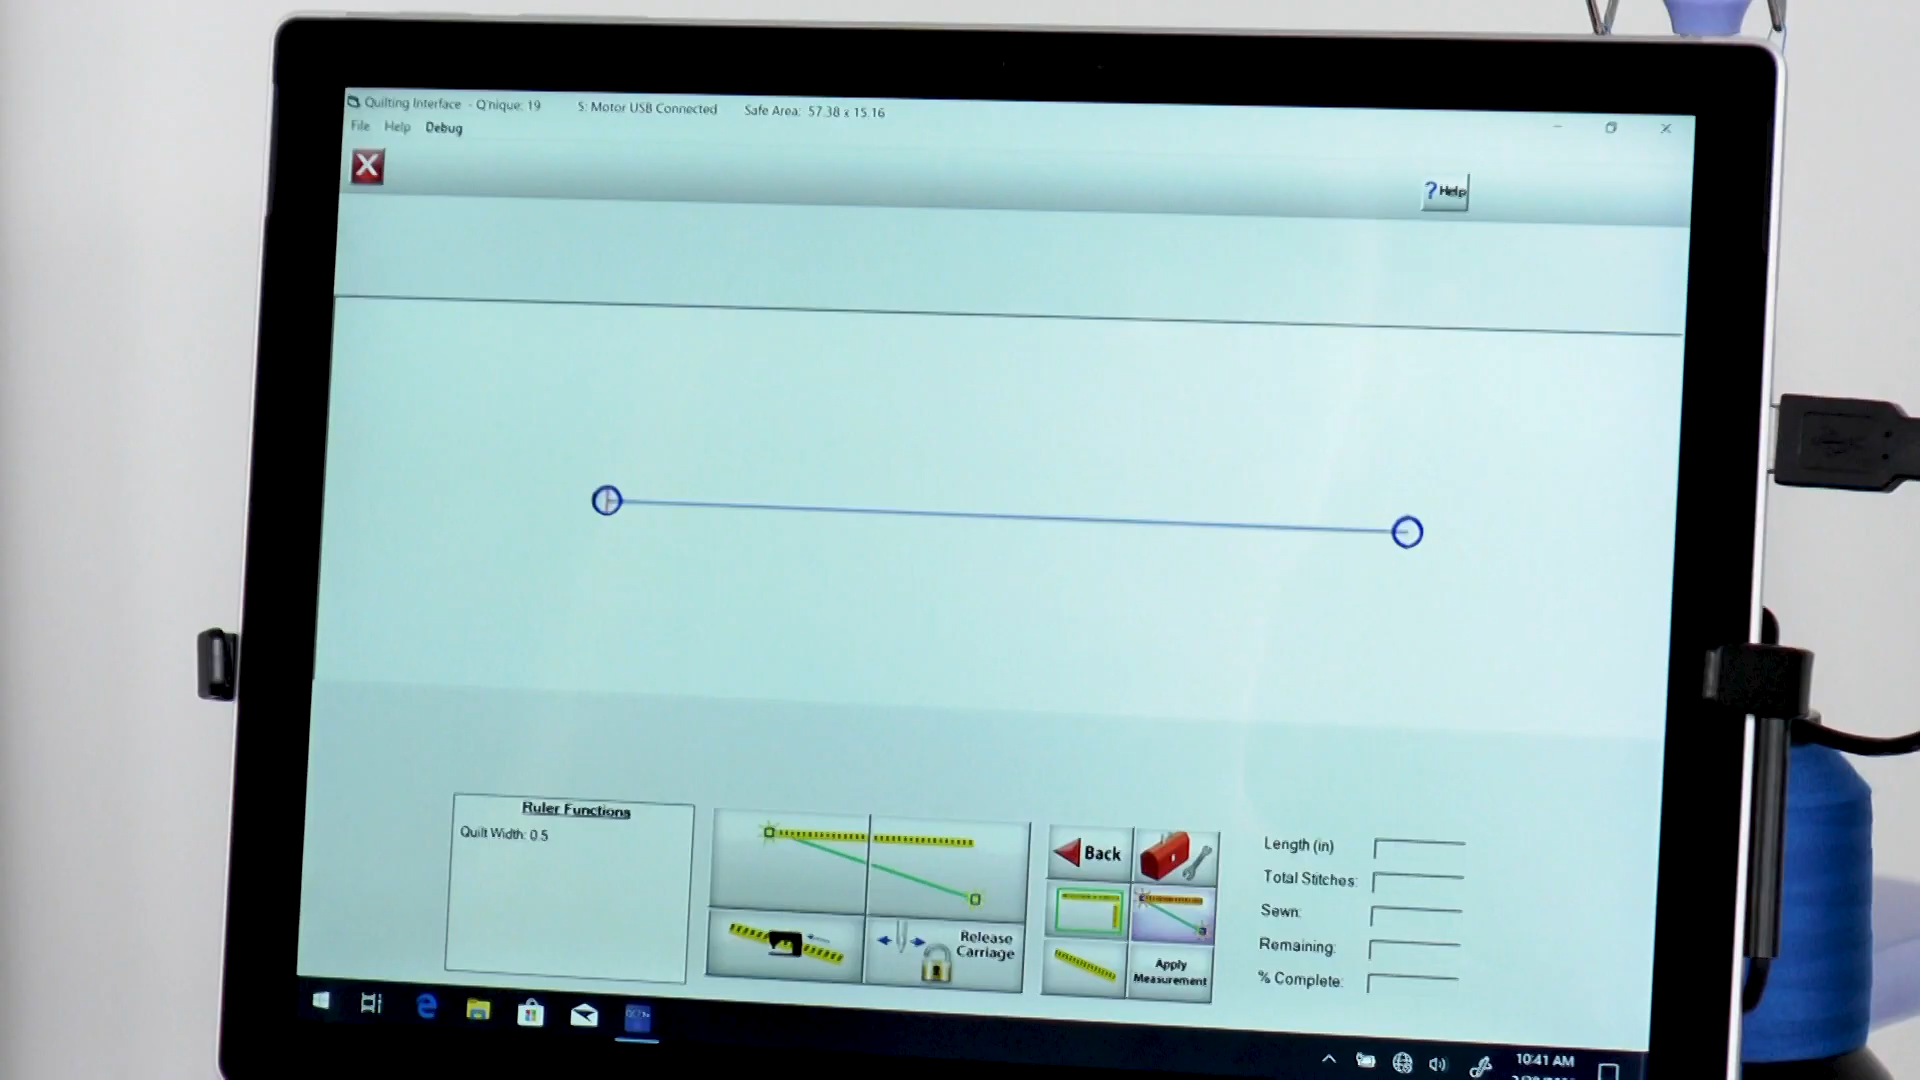 Quilting Interface - Q'nique: 19 S: Motor USB Connected Safe Area: 57.38 x 15.16
File Help Debug
X
? Help
Ruler Functions
Quilt Width: 0.5
Release
Carriage
Back
Apply
Measurement
Length (in)
Total Stitches:
Sewn:
Remaining:
% Complete:
10:41 AM